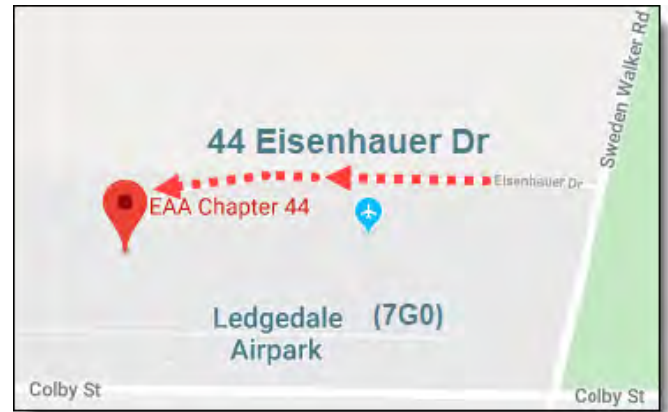 Sweden Walker Rd
44 Eisenhauer Dr
Eisenhauer Dr
EAA Chapter 44
Ledgedale (7G0)
Airpark
Colby St
Colby St